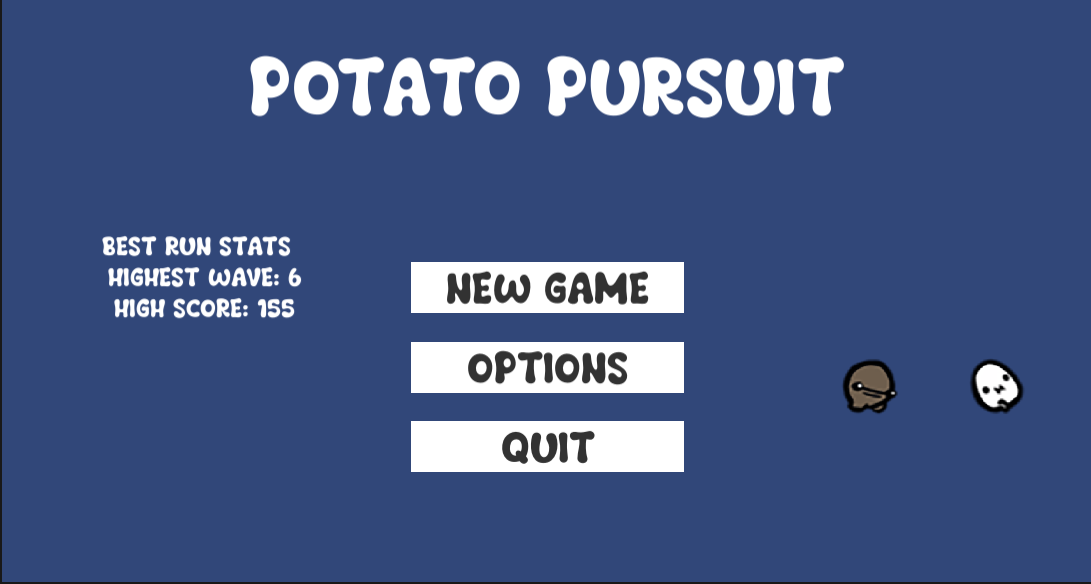 POTATO PURSUIT
BEST RUN STATS
HIGHEST WAVE: 6
HIGH SCORE: 155
NEW GAME
OPTIONS
QUIT